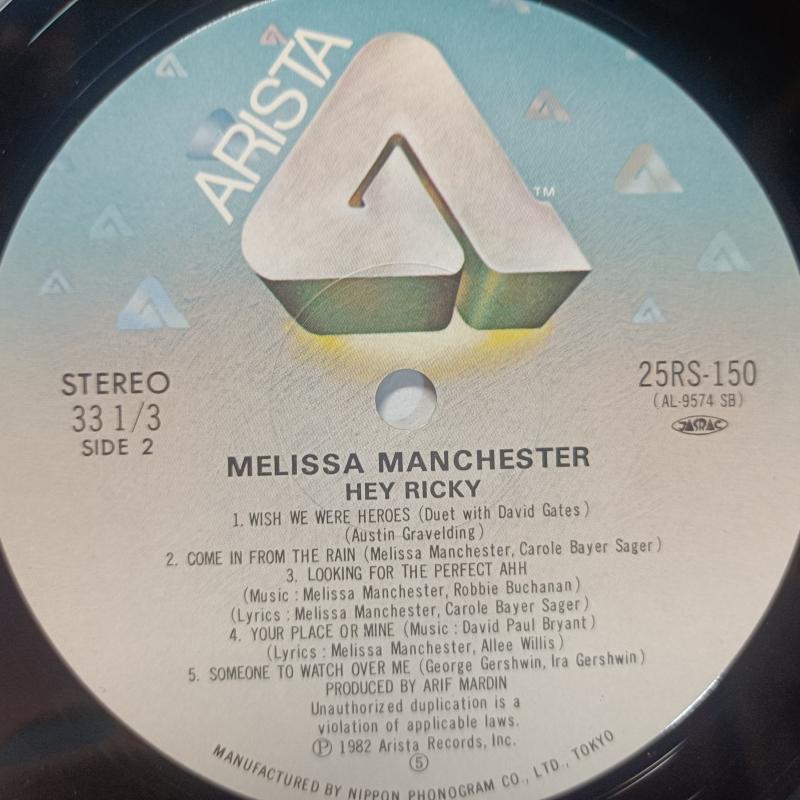 ARISTA
TM
STEREO
33 1/3
SIDE 2
25RS-150
(AL-9574 SB)
JASRAC
MELISSA MANCHESTER
HEY RICKY
1. WISH WE WERE HEROES (Duet with David Gates)
(Austin Gravelding)
2. COME IN FROM THE RAIN (Melissa Manchester, Carole Bayer Sager)
3. LOOKING FOR THE PERFECT AHH
(Music : Melissa Manchester, Robbie Buchanan)
(Lyrics : Melissa Manchester, Carole Bayer Sager)
4. YOUR PLACE OR MINE (Music : David Paul Bryant)
(Lyrics : Melissa Manchester, Allee Willis)
5. SOMEONE TO WATCH OVER ME (George Gershwin, Ira Gershwin)
PRODUCED BY ARIF MARDIN
Unauthorized duplication is a
violation of applicable laws.
Ⓟ 1982 Arista Records, Inc.
⑤
MANUFACTURED BY NIPPON PHONOGRAM CO., LTD., TOKYO